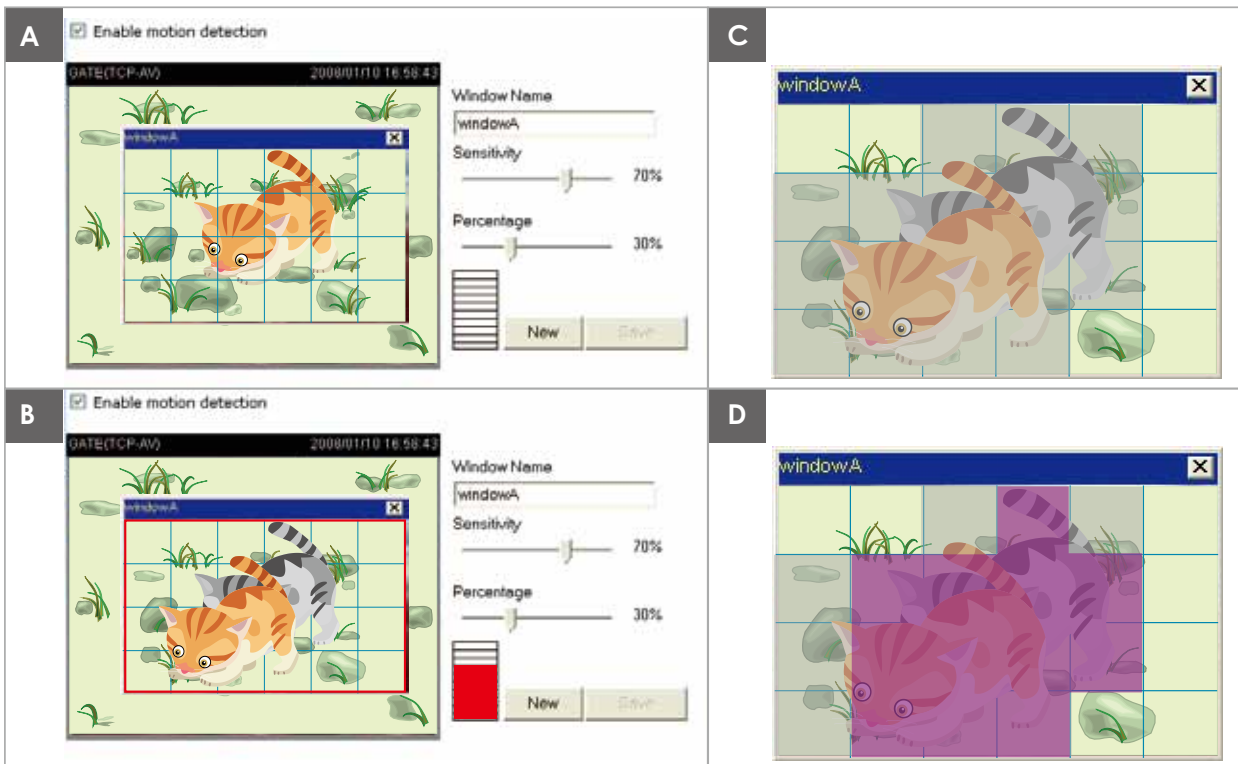 A
Enable motion detection
GATE(TCP-AV) 2008/01/10 16:58:43
windowA
Window Name
windowA
Sensitivity
70%
Percentage
30%
New Save
B
Enable motion detection
GATE(TCP-AV) 2008/01/10 16:58:43
windowA
Window Name
windowA
Sensitivity
70%
Percentage
30%
New Save
C
windowA
D
windowA